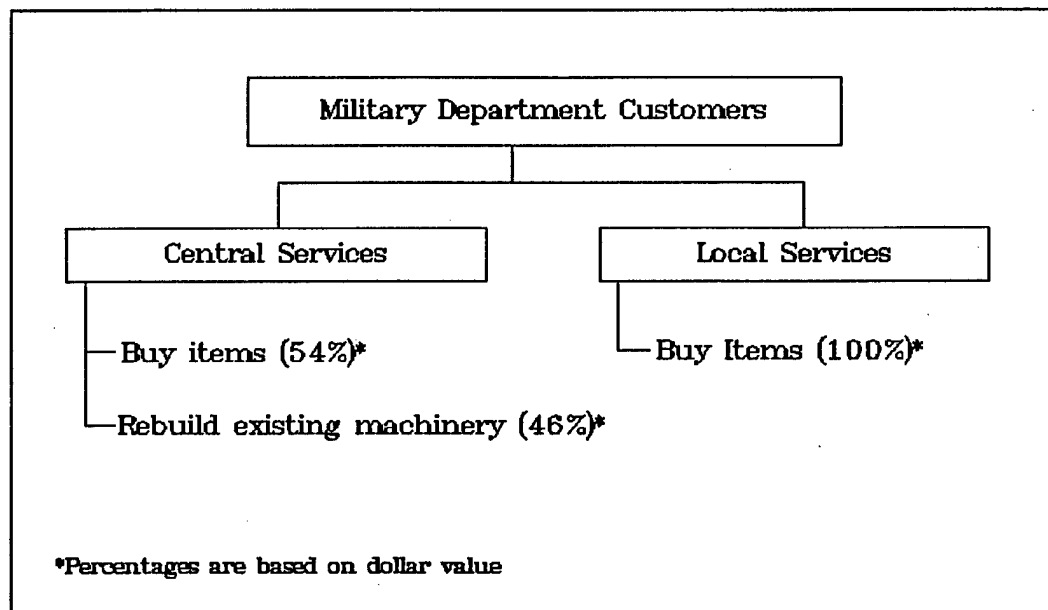 Military Department Customers
Central Services
Local Services
Buy items (54%)*
Buy Items (100%)*
Rebuild existing machinery (46%)*
*Percentages are based on dollar value